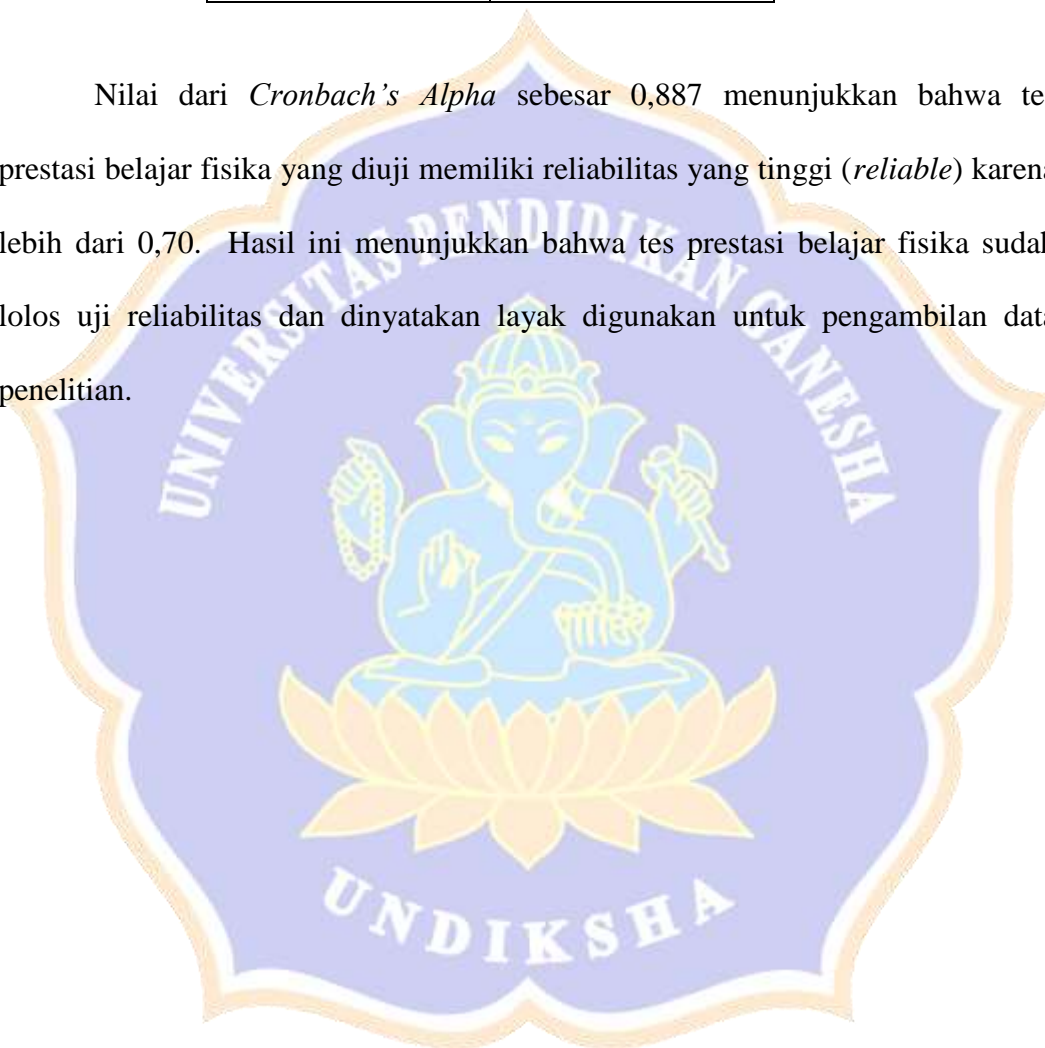 Nilai dari Cronbach’s Alpha sebesar 0,887 menunjukkan bahwa te
prestasi belajar fisika yang diuji memiliki reliabilitas yang tinggi (reliable) karena
lebih dari 0,70. Hasil ini menunjukkan bahwa tes prestasi belajar fisika sudah
lolos uji reliabilitas dan dinyatakan layak digunakan untuk pengambilan data
penelitian.
UNIVERSITAS PENDIDIKAN GANESHA
UNDIKSHA